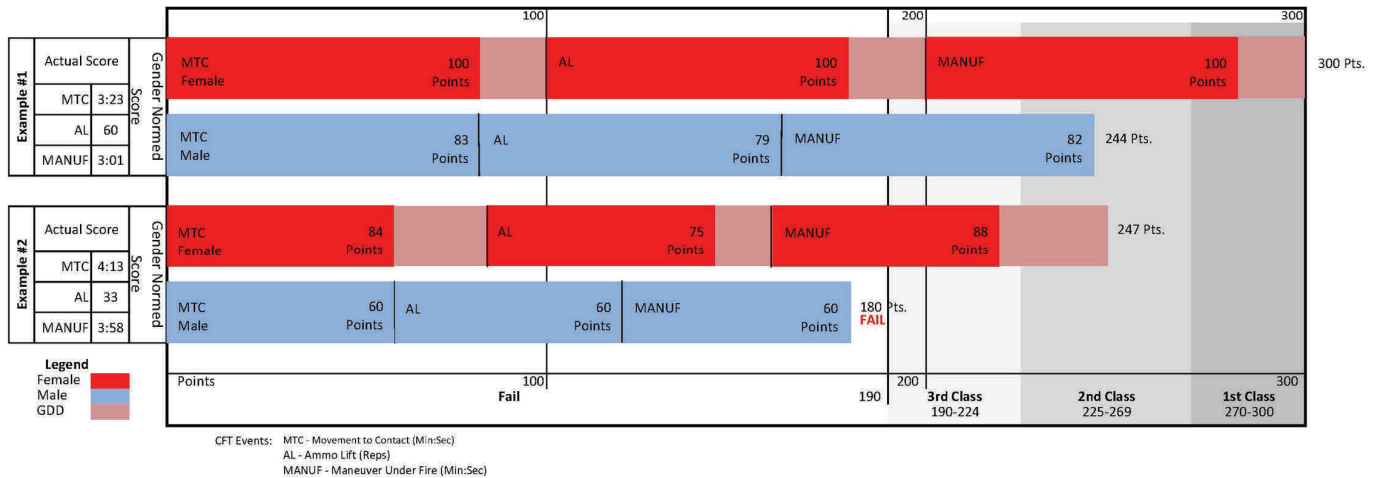 100 200 300
Example #1
Actual Score
MTC 3:23
AL 60
MANUF 3:01
Gender Normed
Score
MTC 100 AL 100 MANUF 100
Female Points Points Points
300 Pts.
MTC 83 AL 79 MANUF 82
Male Points Points Points
244 Pts.
Example #2
Actual Score
MTC 4:13
AL 33
MANUF 3:58
Gender Normed
Score
MTC 84 AL 75 MANUF 88
Female Points Points Points
247 Pts.
MTC 60 AL 60 MANUF 60
Male Points Points Points
180 Pts.
FAIL
Legend
Female
Male
GDD
Points 100 200 300
Fail 190 3rd Class 2nd Class 1st Class
190-224 225-269 270-300
CFT Events: MTC - Movement to Contact (Min:Sec)
AL - Ammo Lift (Reps)
MANUF - Maneuver Under Fire (Min:Sec)